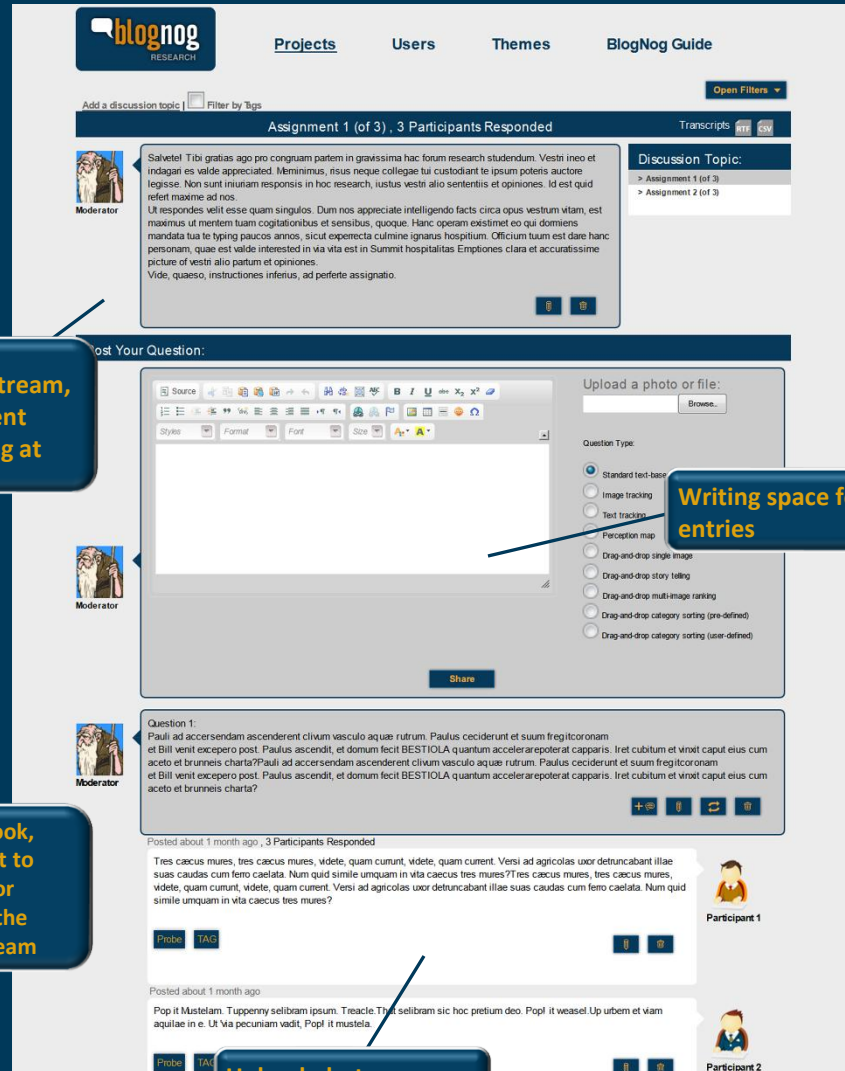 blognog
RESEARCH
Projects Users Themes BlogNog Guide
Open Filters
Add a discussion topic | Filter by Tags
Assignment 1 (of 3) , 3 Participants Responded
Transcripts RTF CSV
Moderator
Salvete! Tibi gratias ago pro congruam partem in gravissima hac forum research studendum. Vestri ineo et
indagari es valde appreciated. Meminimus, risus neque collegae tui custodiant te ipsum poteris auctore
legisse. Non sunt iniuriam responsis in hoc research, iustus vestri alio sententiis et opiniones. Id est quid
refert maxime ad nos.
Ut respondes velit esse quam singulos. Dum nos appreciate intelligendo facts circa opus vestrum vitam, est
maximus ut mentem tuam cogitationibus et sensibus, quoque. Hanc operam existimet eo qui dormiens
mandata tua te typing paucos annos, sicut experrecta culmine ignarus hospitium. Officium tuum est dare hanc
personam, quae est valde interested in via vita est in Summit hospitalitas Emptiones clara et accuratissime
picture of vestri alio partum et opiniones.
Vide, quaeso, instructiones inferius, ad perferte assignatio.
Discussion Topic:
> Assignment 1 (of 3)
> Assignment 2 (of 3)
ost Your Question:
tream,
ent
g at
Source
ABC B I U abc X₂ X²
Styles Format Font Size A A
Moderator
Upload a photo or file:
Browse..
Question Type:
Standard text-base
Image tracking
Text tracking
Perception map
Drag-and-drop single image
Drag-and-drop story telling
Drag-and-drop multi-image ranking
Drag-and-drop category sorting (pre-defined)
Drag-and-drop category sorting (user-defined)
Writing space f
entries
Share
Moderator
Question 1:
Pauli ad accersendam ascenderent clivum vasculo aquæ rutrum. Paulus ceciderunt et suum fregitcoronam
et Bill venit excepero post. Paulus ascendit, et domum fecit BESTIOLA quantum accelerarepoterat capparis. Iret cubitum et vinxit caput eius cum
aceto et brunneis charta?Pauli ad accersendam ascenderent clivum vasculo aquæ rutrum. Paulus ceciderunt et suum fregitcoronam
et Bill venit excepero post. Paulus ascendit, et domum fecit BESTIOLA quantum accelerarepoterat capparis. Iret cubitum et vinxit caput eius cum
aceto et brunneis charta?
ook,
t to
or
the
eam
Posted about 1 month ago , 3 Participants Responded
Tres cæcus mures, tres cæcus mures, videte, quam currunt, videte, quam current. Versi ad agricolas uxor detruncabant illae
suas caudas cum ferro caelata. Num quid simile umquam in vita caecus tres mures?Tres cæcus mures, tres cæcus mures,
videte, quam currunt, videte, quam current. Versi ad agricolas uxor detruncabant illae suas caudas cum ferro caelata. Num quid
simile umquam in vita caecus tres mures?
Participant 1
Probe TAG
Posted about 1 month ago
Pop it Mustelam. Tuppenny selibram ipsum. Treacle.That selibram sic hoc pretium deo. Pop! it weasel.Up urbem et viam
aquilae in e. Ut Via pecuniam vadit, Pop! it mustela.
Participant 2
Probe TAG